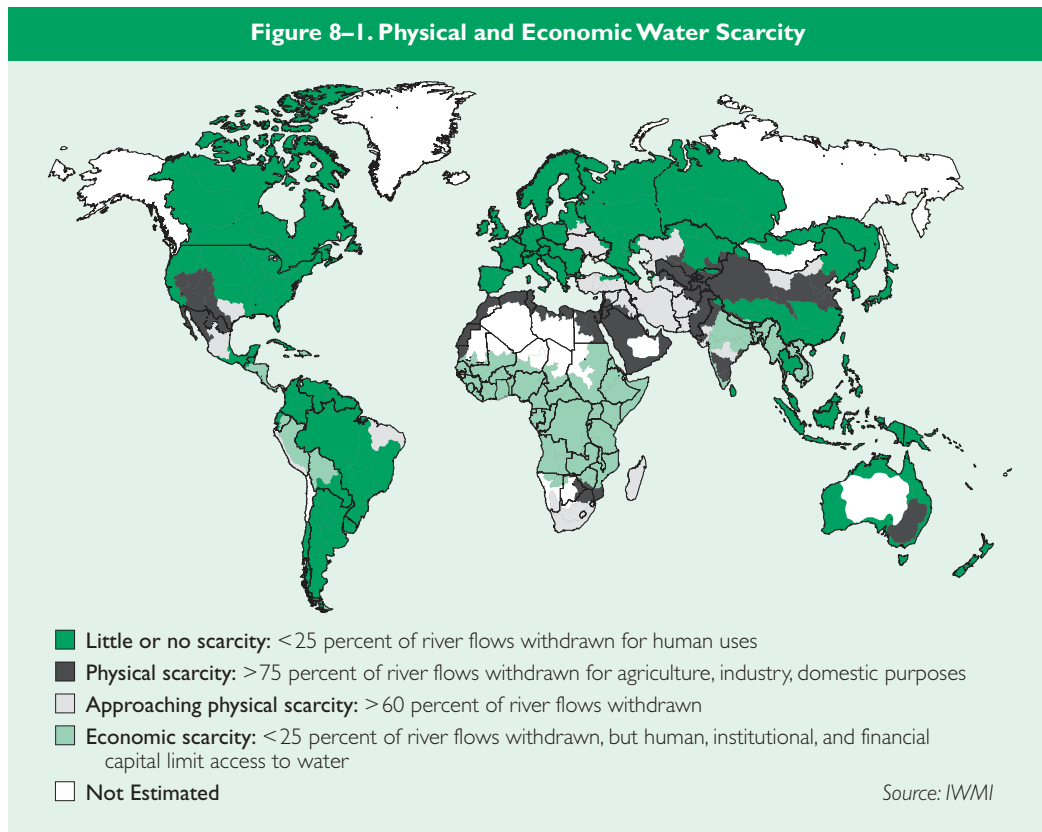 Figure 8–1. Physical and Economic Water Scarcity
Little or no scarcity: <25 percent of river flows withdrawn for human uses
Physical scarcity: >75 percent of river flows withdrawn for agriculture, industry, domestic purposes
Approaching physical scarcity: >60 percent of river flows withdrawn
Economic scarcity: <25 percent of river flows withdrawn, but human, institutional, and financial
capital limit access to water
Not Estimated
Source: IWMI